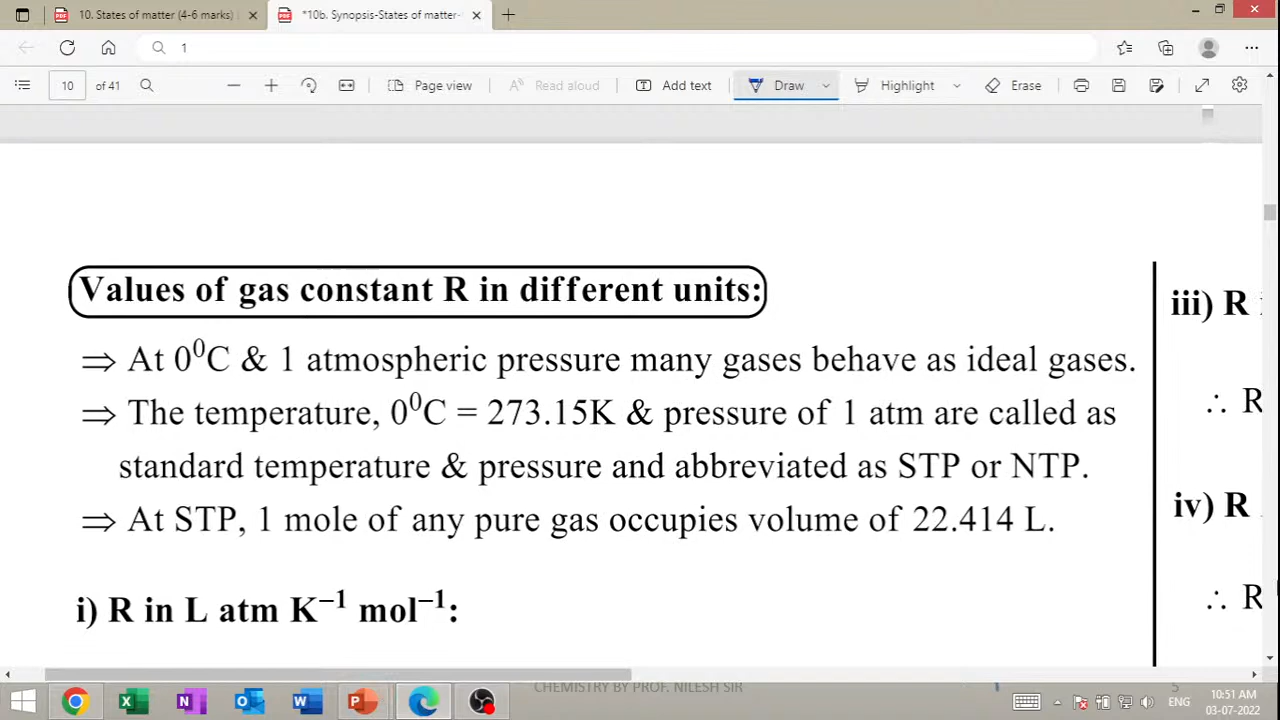 10. States of matter (4-6 marks)
*10b. Synopsis-States of matter-
1
10 of 41
Page view
Read aloud
Add text
Draw
Highlight
Erase
Values of gas constant R in different units:
⇒ At 0⁰C & 1 atmospheric pressure many gases behave as ideal gases.
⇒ The temperature, 0⁰C = 273.15K & pressure of 1 atm are called as
standard temperature & pressure and abbreviated as STP or NTP.
⇒ At STP, 1 mole of any pure gas occupies volume of 22.414 L.
i) R in L atm K⁻¹ mol⁻¹:
iii) R
∴ R
iv) R
∴ R
CHEMISTRY BY PROF. NILESH SIR
1
5
ENG
10:51 AM
03-07-2022